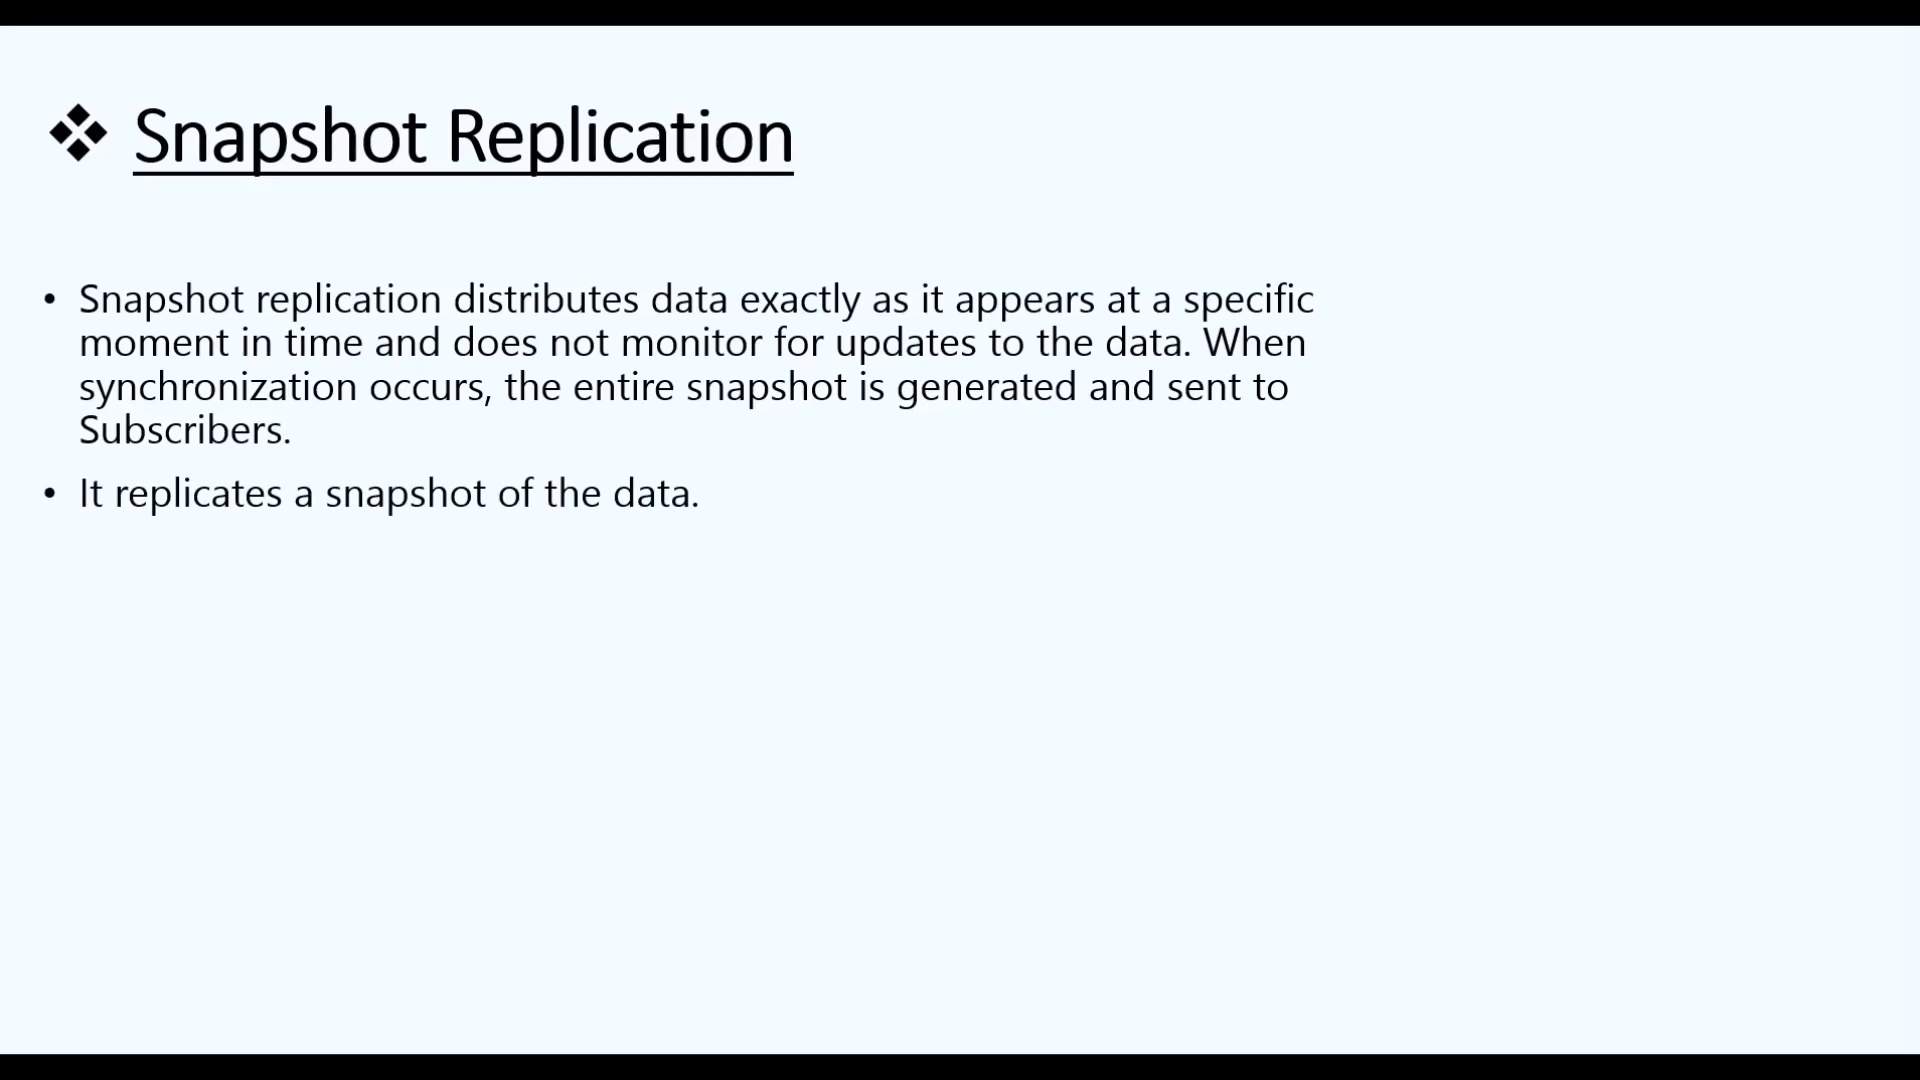 ❖ Snapshot Replication
• Snapshot replication distributes data exactly as it appears at a specific
moment in time and does not monitor for updates to the data. When
synchronization occurs, the entire snapshot is generated and sent to
Subscribers.
• It replicates a snapshot of the data.